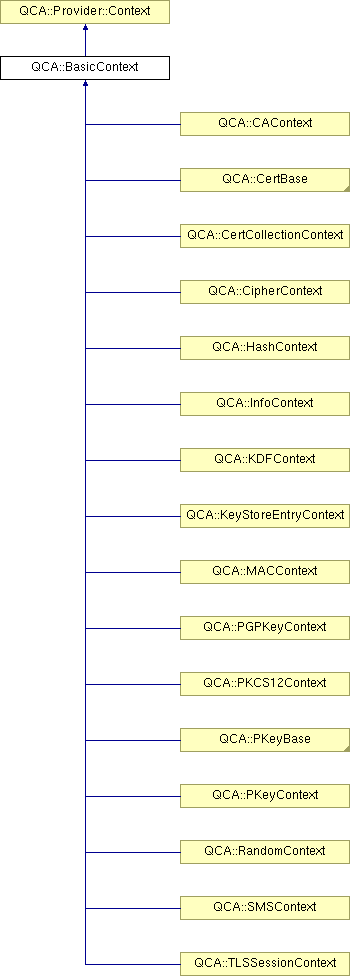 QCA::Provider::Context
QCA::BasicContext
QCA::CAContext
QCA::CertBase
QCA::CertCollectionContext
QCA::CipherContext
QCA::HashContext
QCA::InfoContext
QCA::KDFContext
QCA::KeyStoreEntryContext
QCA::MACContext
QCA::PGPKeyContext
QCA::PKCS12Context
QCA::PKeyBase
QCA::PKeyContext
QCA::RandomContext
QCA::SMSContext
QCA::TLSSessionContext